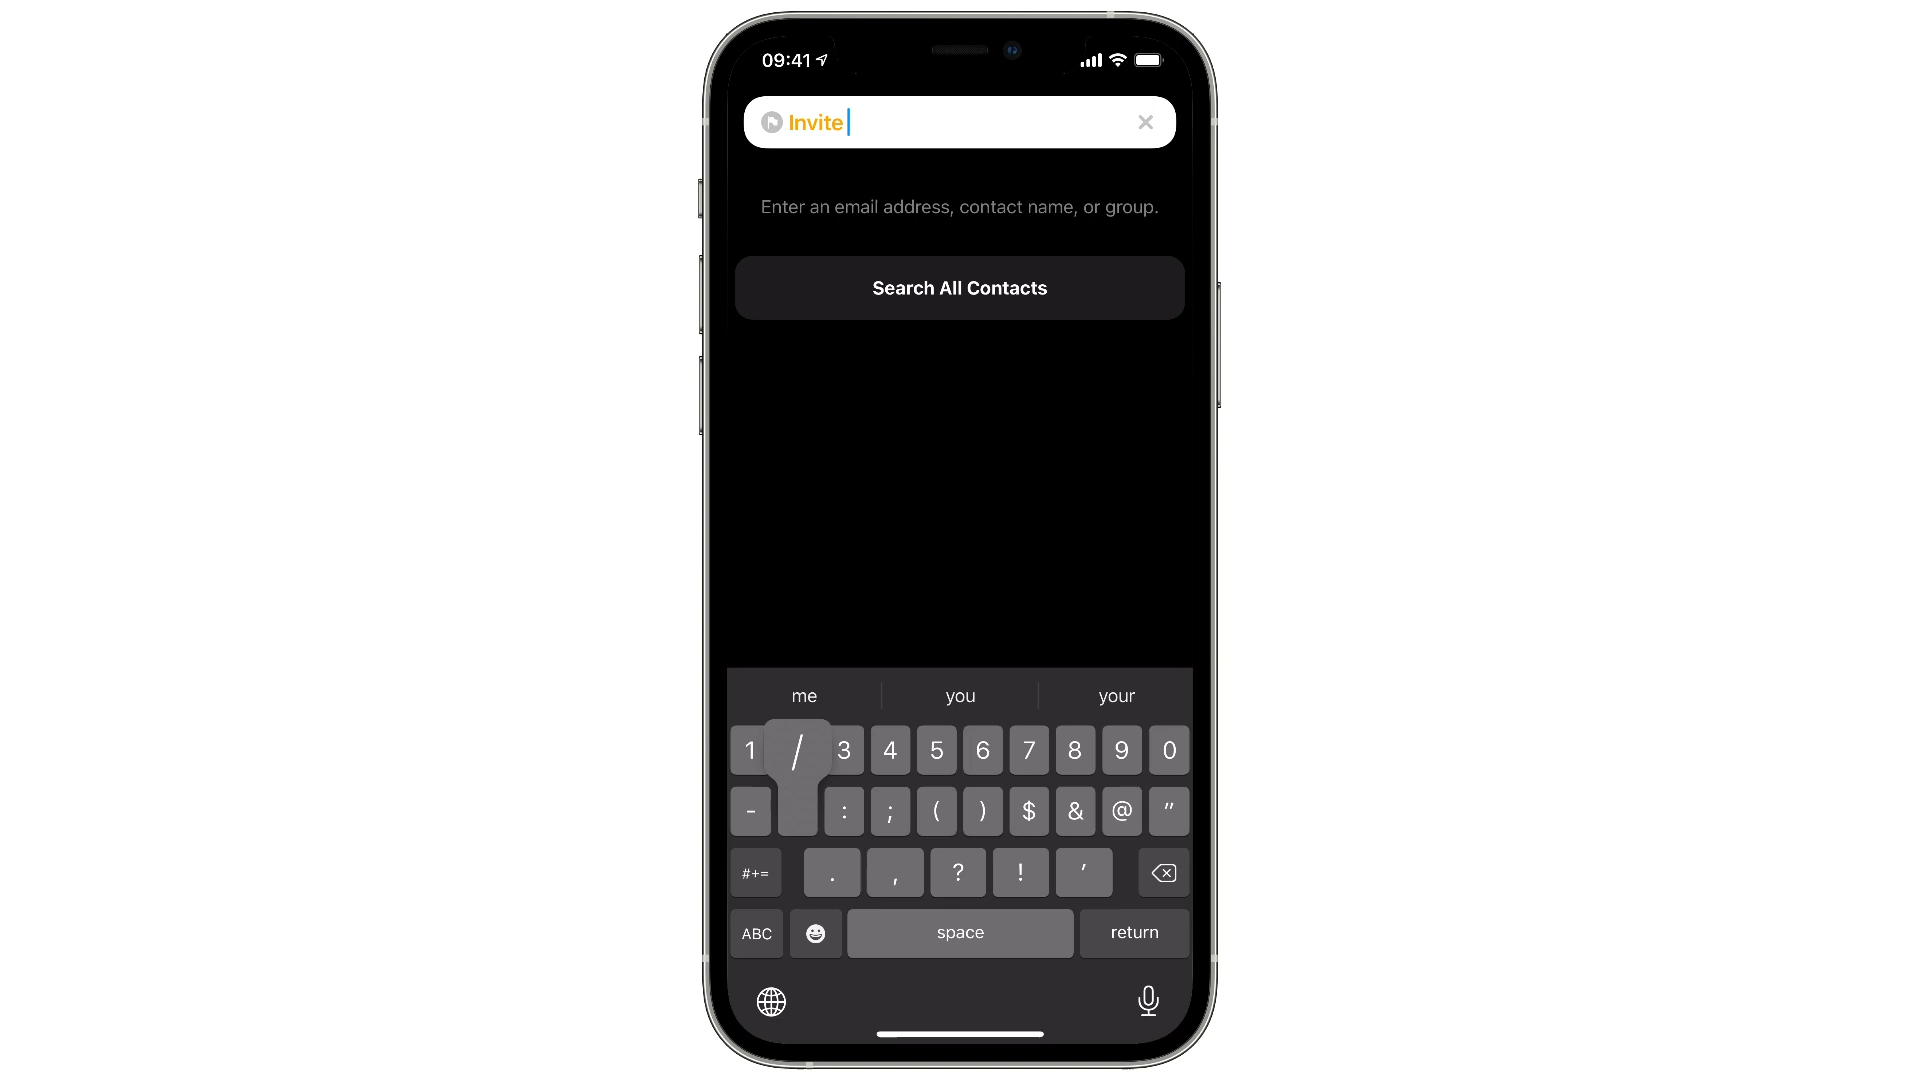 09:41
Invite
Enter an email address, contact name, or group.
Search All Contacts
me you your
1 / 3 4 5 6 7 8 9 0
- : ; ( ) $ & @ "
#+= . , ? ! '
ABC space return